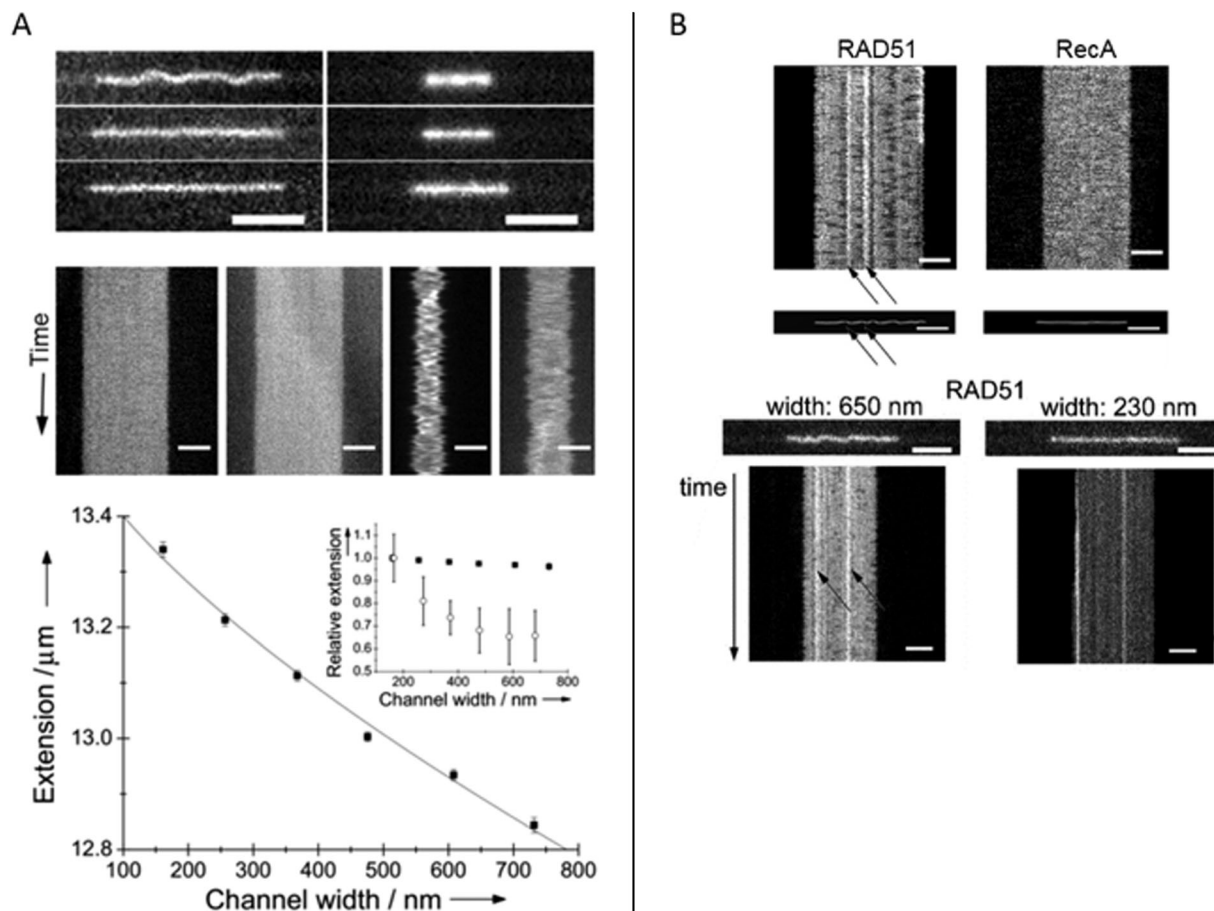 A
Time
13.4
13.2
13.0
12.8
Extension /μm
100 200 300 400 500 600 700 800
Channel width / nm
1.1
1.0
0.9
0.8
0.7
0.6
0.5
Relative extension
200 400 600 800
Channel width / nm
B
RAD51 RecA
RAD51
width: 650 nm width: 230 nm
time